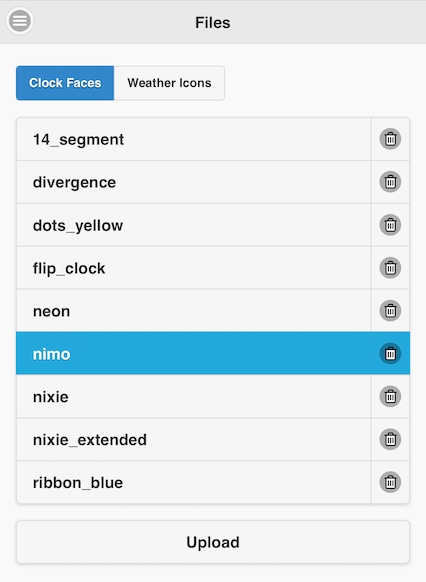 Files
Clock Faces
Weather Icons
14_segment
divergence
dots_yellow
flip_clock
neon
nimo
nixie
nixie_extended
ribbon_blue
Upload